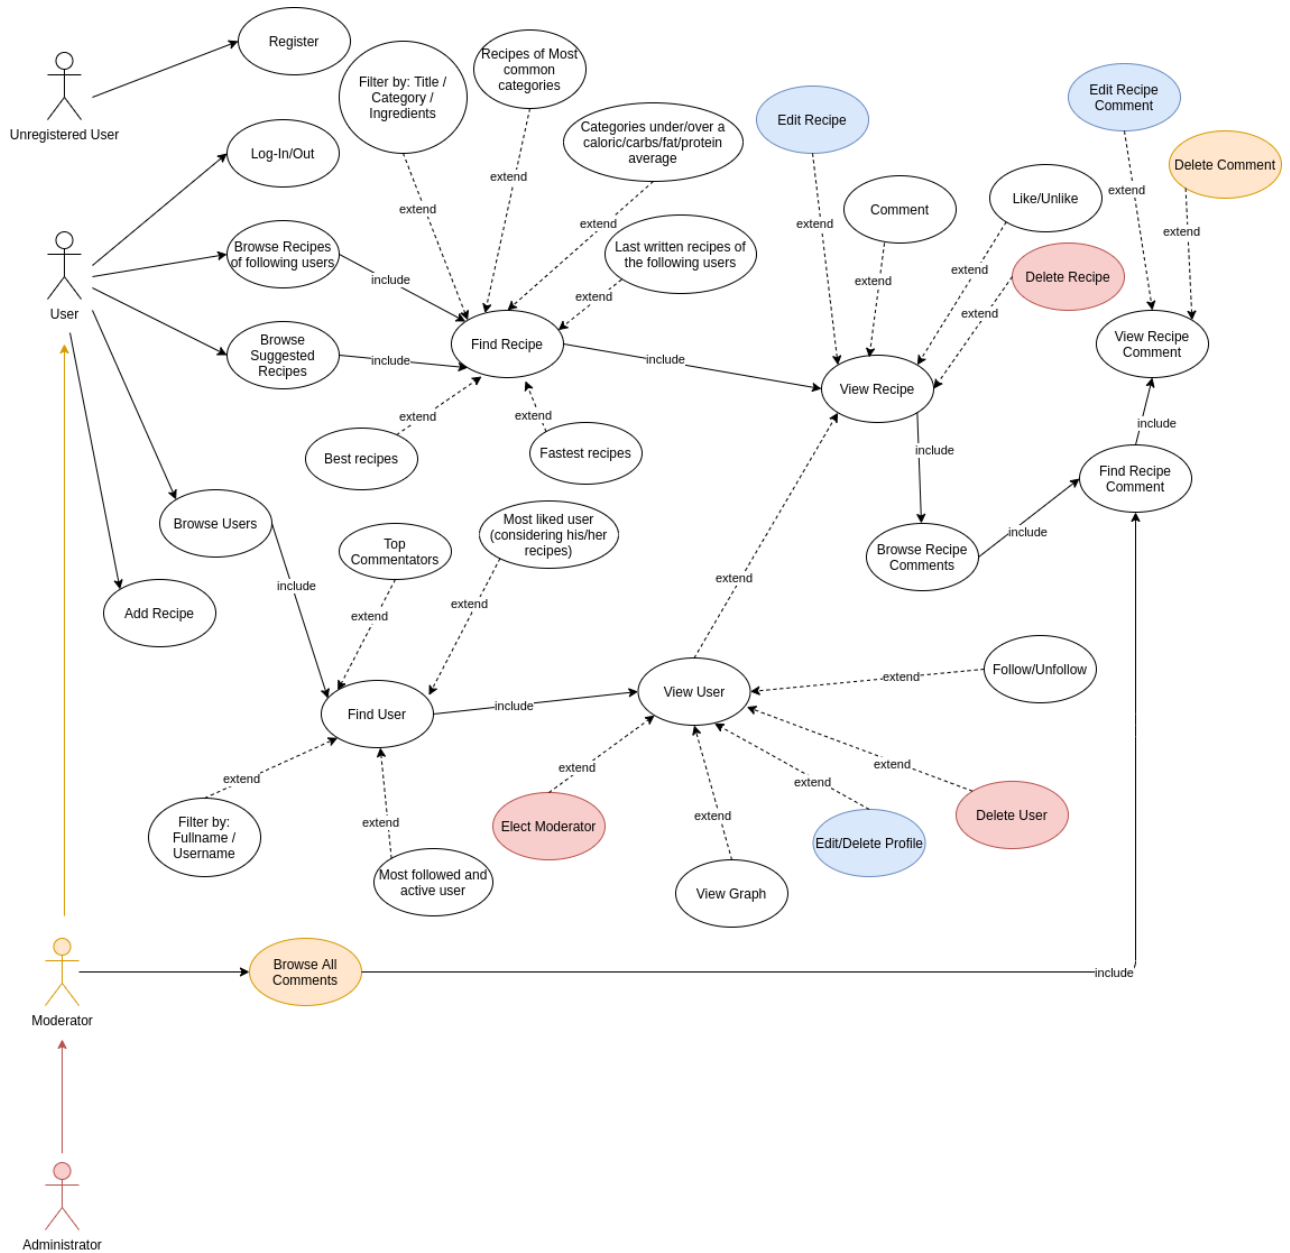 Register
Unregistered User
Filter by: Title /
Category /
Ingredients
Recipes of Most
common
categories
Categories under/over a
caloric/carbs/fat/protein
average
Edit Recipe
Edit Recipe
Comment
Delete Comment
Log-In/Out
extend
extend
extend
Comment
Like/Unlike
extend
extend
extend
extend
User
Browse Recipes
of following users
include
Last written recipes of
the following users
extend
extend
extend
Delete Recipe
extend
Browse
Suggested
Recipes
include
Find Recipe
include
View Recipe
View Recipe
Comment
extend
extend
Best recipes
Fastest recipes
include
include
Find Recipe
Comment
Browse Users
Top
Commentators
Most liked user
(considering his/her
recipes)
Browse Recipe
Comments
include
include
extend
extend
extend
Add Recipe
Find User
include
View User
extend
Follow/Unfollow
extend
extend
extend
extend
extend
extend
Filter by:
Fullname /
Username
Most followed and
active user
Elect Moderator
View Graph
Edit/Delete Profile
Delete User
Moderator
Browse All
Comments
include
Administrator